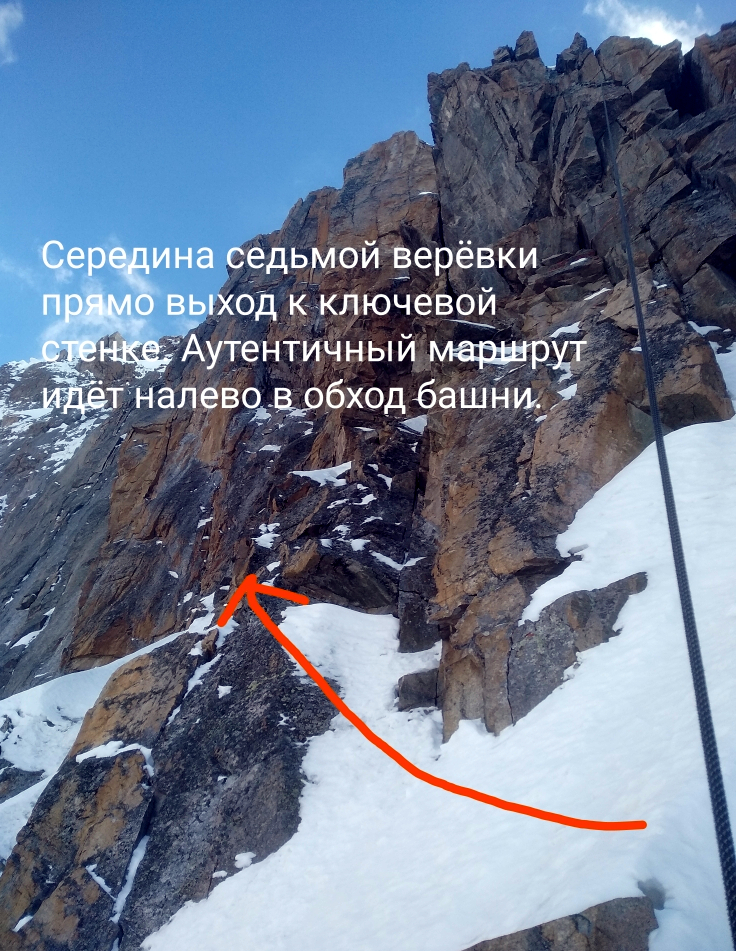 Середина седьмой верёвки
прямо выход к ключевой
стенке. Аутентичный маршрут
идёт налево в обход башни.